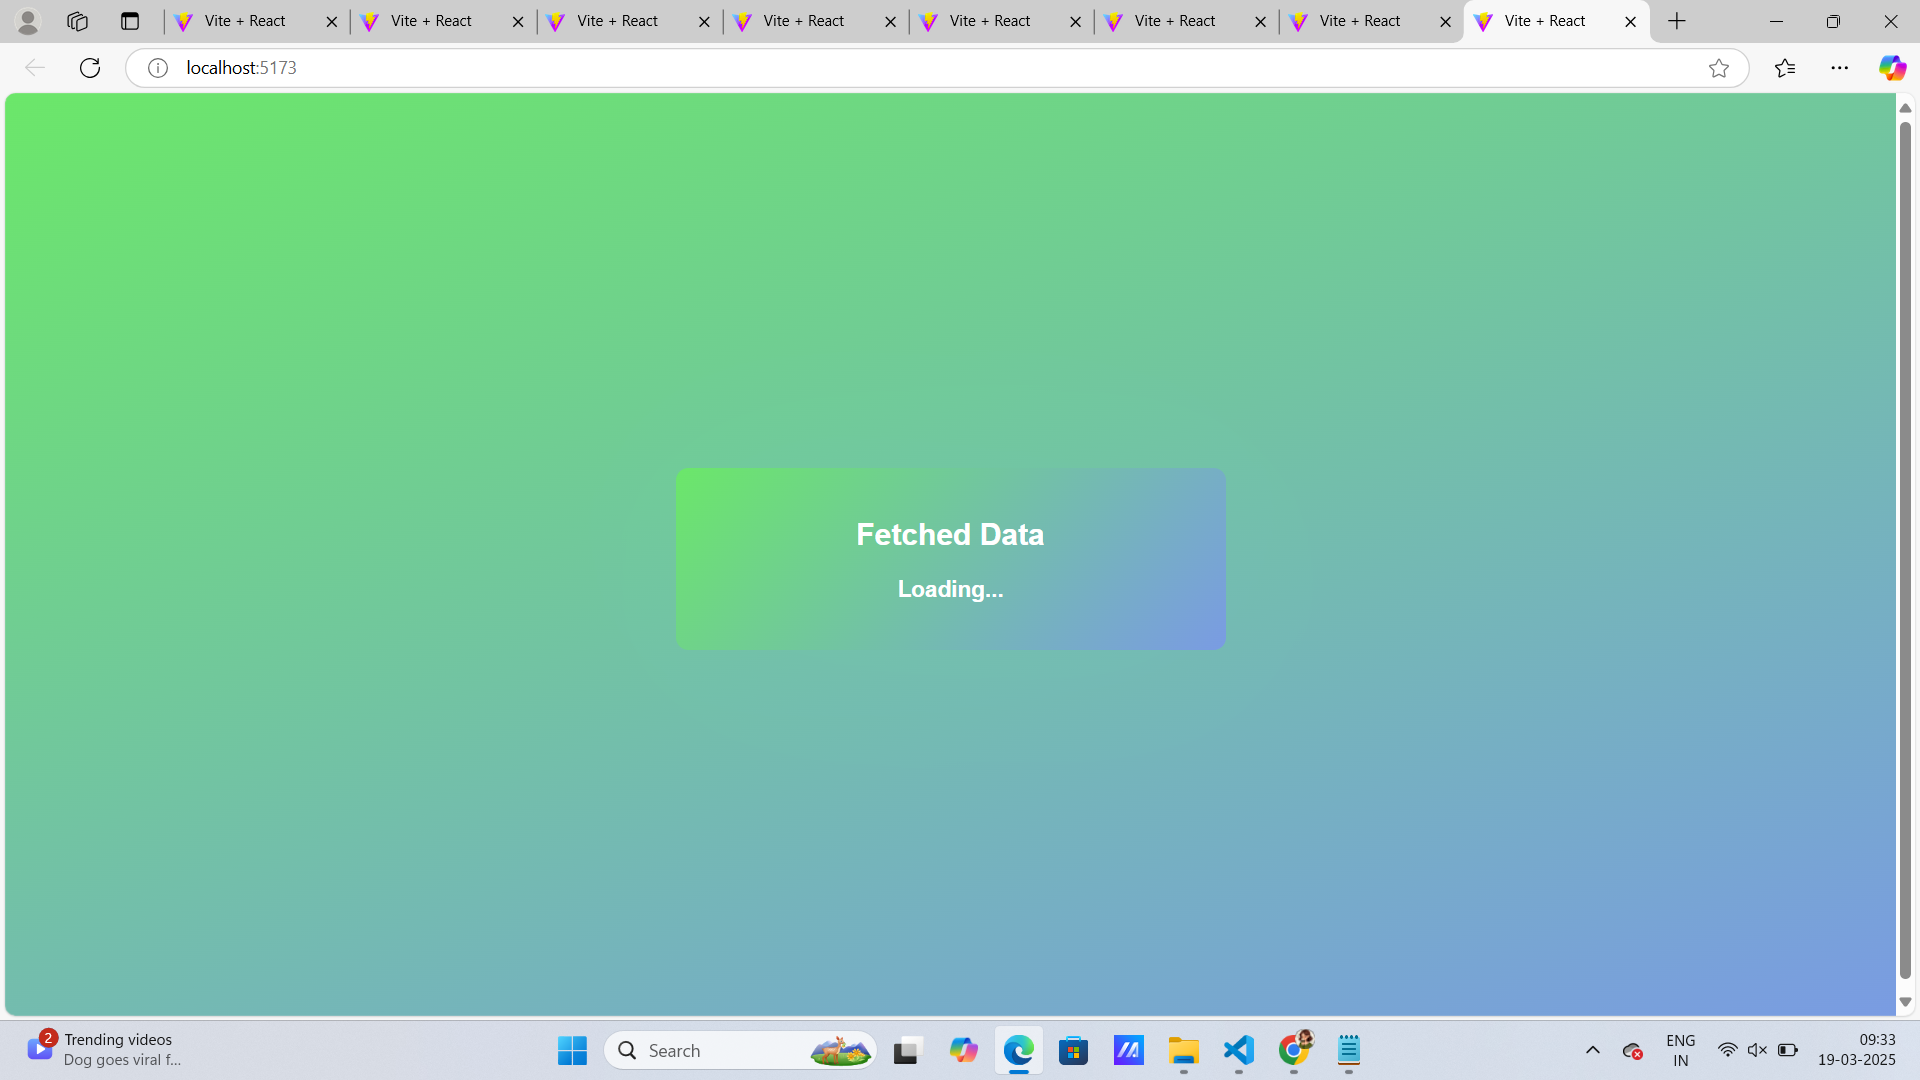 Vite + React
Vite + React
Vite + React
Vite + React
Vite + React
Vite + React
Vite + React
Vite + React
localhost:5173
Fetched Data
Loading...
2
Trending videos
Dog goes viral f...
Search
ENG
IN
09:33
19-03-2025